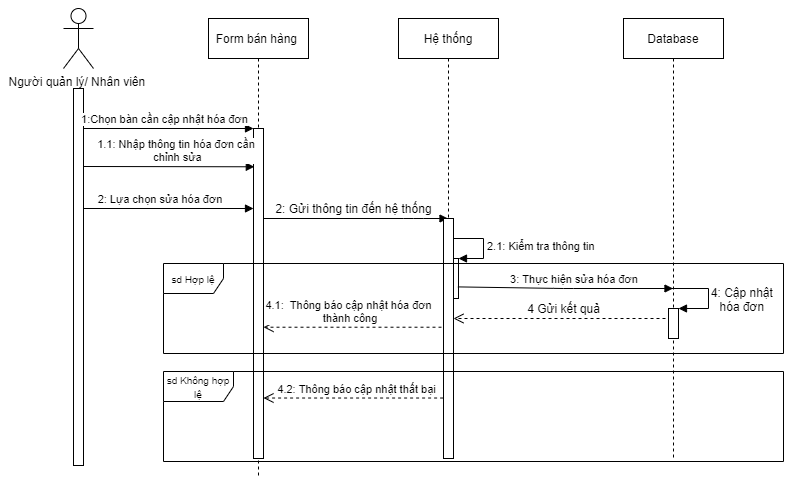 Form bán hàng
Hệ thống
Database
Người quản lý/ Nhân viên
1:Chọn bàn cần cập nhật hóa đơn
1.1: Nhập thông tin hóa đơn cần
chỉnh sửa
2: Lựa chọn sửa hóa đơn
2: Gửi thông tin đến hệ thống
2.1: Kiểm tra thông tin
sd Hợp lệ
3: Thực hiện sửa hóa đơn
4: Cập nhật
hóa đơn
4 Gửi kết quả
4.1: Thông báo cập nhật hóa đơn
thành công
sd Không hợp
lệ
4.2: Thông báo cập nhật thất bại